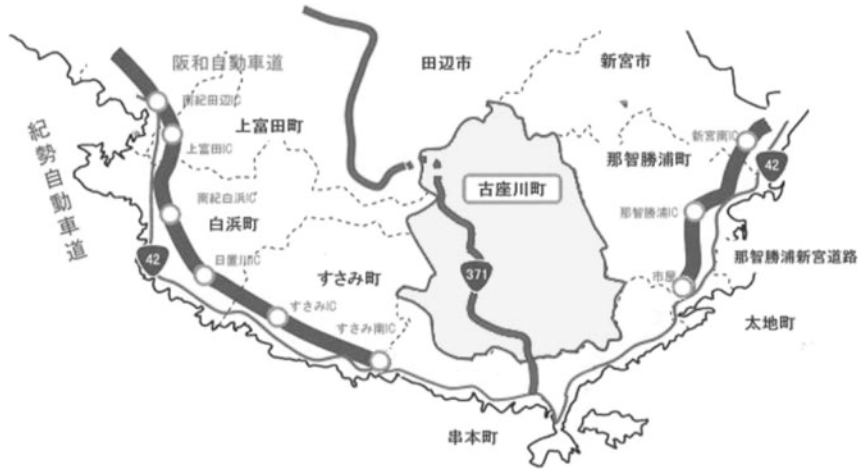 阪和自動車道
田辺市
新宮市
南紀田辺IC
上富田町
上富田IC
紀勢自動車道
新宮南IC
那智勝浦町
42
古座川町
南紀白浜IC
白浜町
那智勝浦IC
42
日置川IC
すさみ町
371
那智勝浦新宮道路
市屋
すさみIC
太地町
すさみ南IC
串本町